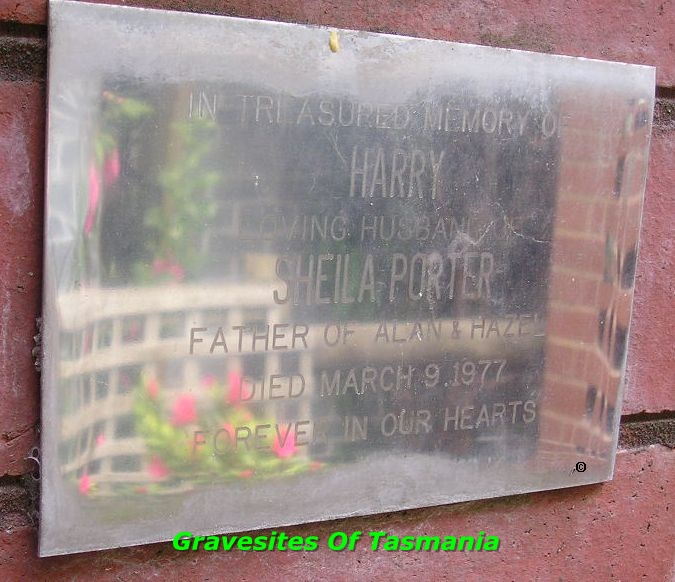 IN TREASURED MEMORY OF
HARRY
LOVING HUSBAND OF
SHEILA PORTER
FATHER OF ALAN & HAZEL
DIED MARCH 9.1977
FOREVER IN OUR HEARTS
©
Gravesites Of Tasmania